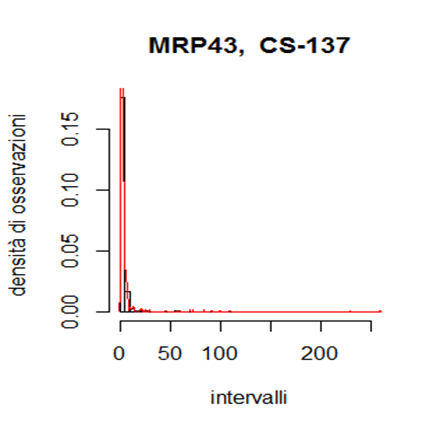 MRP43, CS-137
densità di osservazioni
0.15
0.10
0.05
0.00
0 50 100 200
intervalli